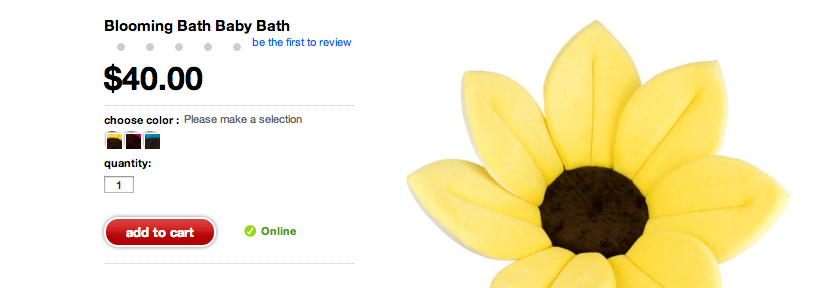 Blooming Bath Baby Bath
be the first to review
$40.00
choose color : Please make a selection
quantity:
1
add to cart
Online